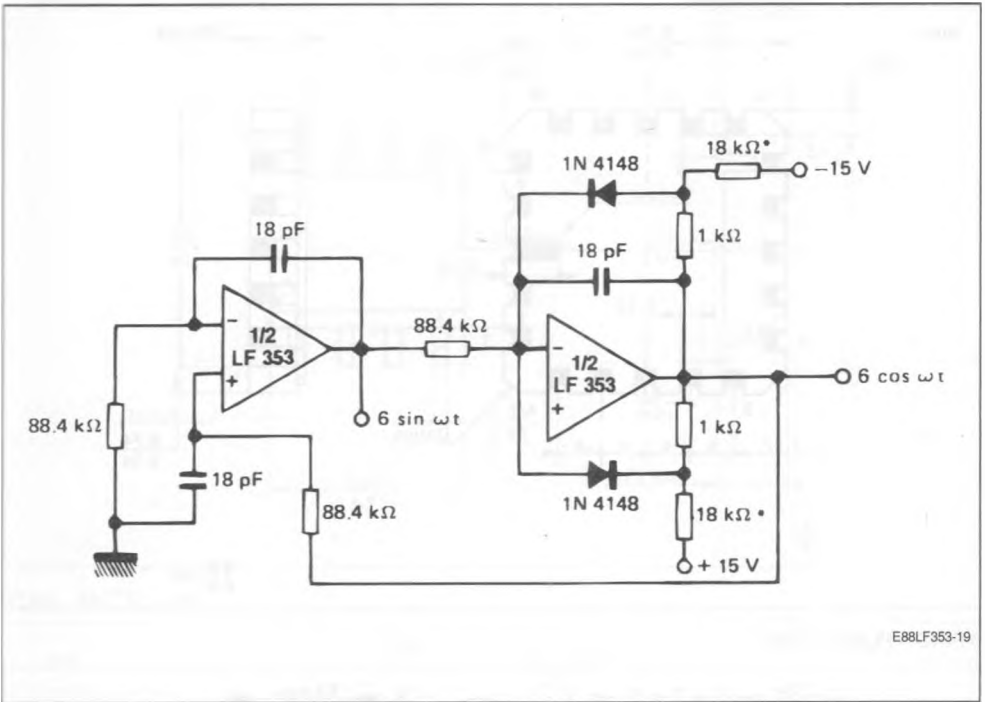 18 kΩ*
1N 4148
−15 V
18 pF
1 kΩ
18 pF
−
1/2
LF 353
+
88.4 kΩ
−
1/2
LF 353
+
6 cos ωt
6 sin ωt
88.4 kΩ
1 kΩ
18 pF
88.4 kΩ
1N 4148
18 kΩ*
+ 15 V
E88LF353-19